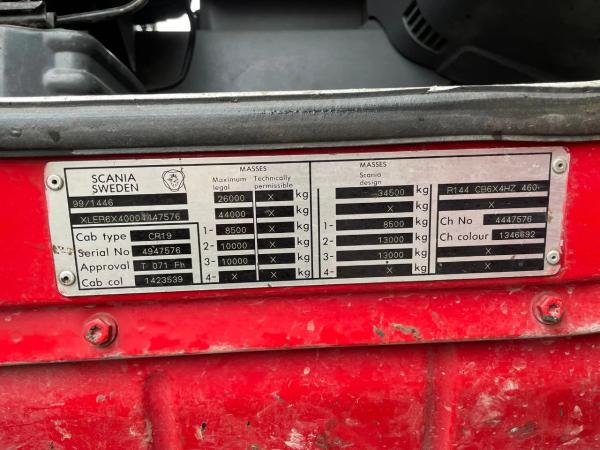 SCANIA
SWEDEN
99/1446
XLER6X40004447576
Cab type CR19
Serial No 4947576
Approval T 071 Fh
Cab col 1423539
MASSES
Maximum legal Technically permissible
26000 X kg
44000 X kg
1- 8500 X kg
2- 10000 X kg
3- 10000 X kg
4- X X kg
MASSES
Scania design
34500 kg
X kg
1- 8500 kg
2- 13000 kg
3- 13000 kg
4- X kg
R144 CB6X4HZ 460
X
Ch No 4447576
Ch colour 1346692
X
X